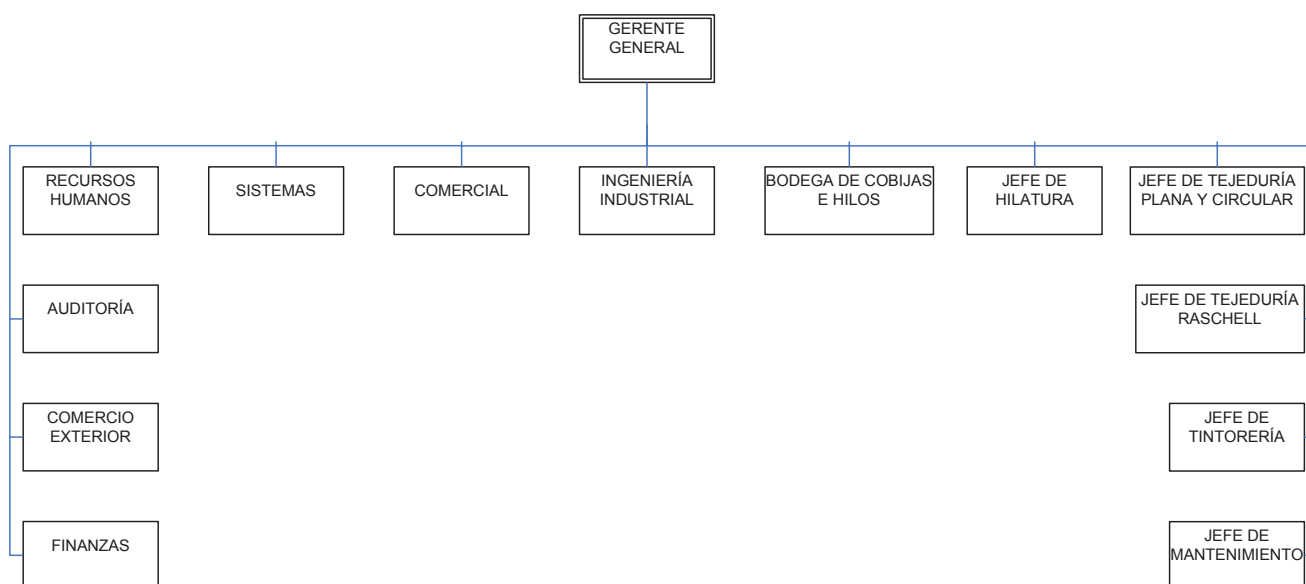 GERENTE
GENERAL
RECURSOS
HUMANOS
SISTEMAS
COMERCIAL
INGENIERÍA
INDUSTRIAL
BODEGA DE COBIJAS
E HILOS
JEFE DE
HILATURA
JEFE DE TEJEDURÍA
PLANA Y CIRCULAR
AUDITORÍA
JEFE DE TEJEDURÍA
RASCHELL
COMERCIO
EXTERIOR
JEFE DE
TINTORERÍA
FINANZAS
JEFE DE
MANTENIMIENTO